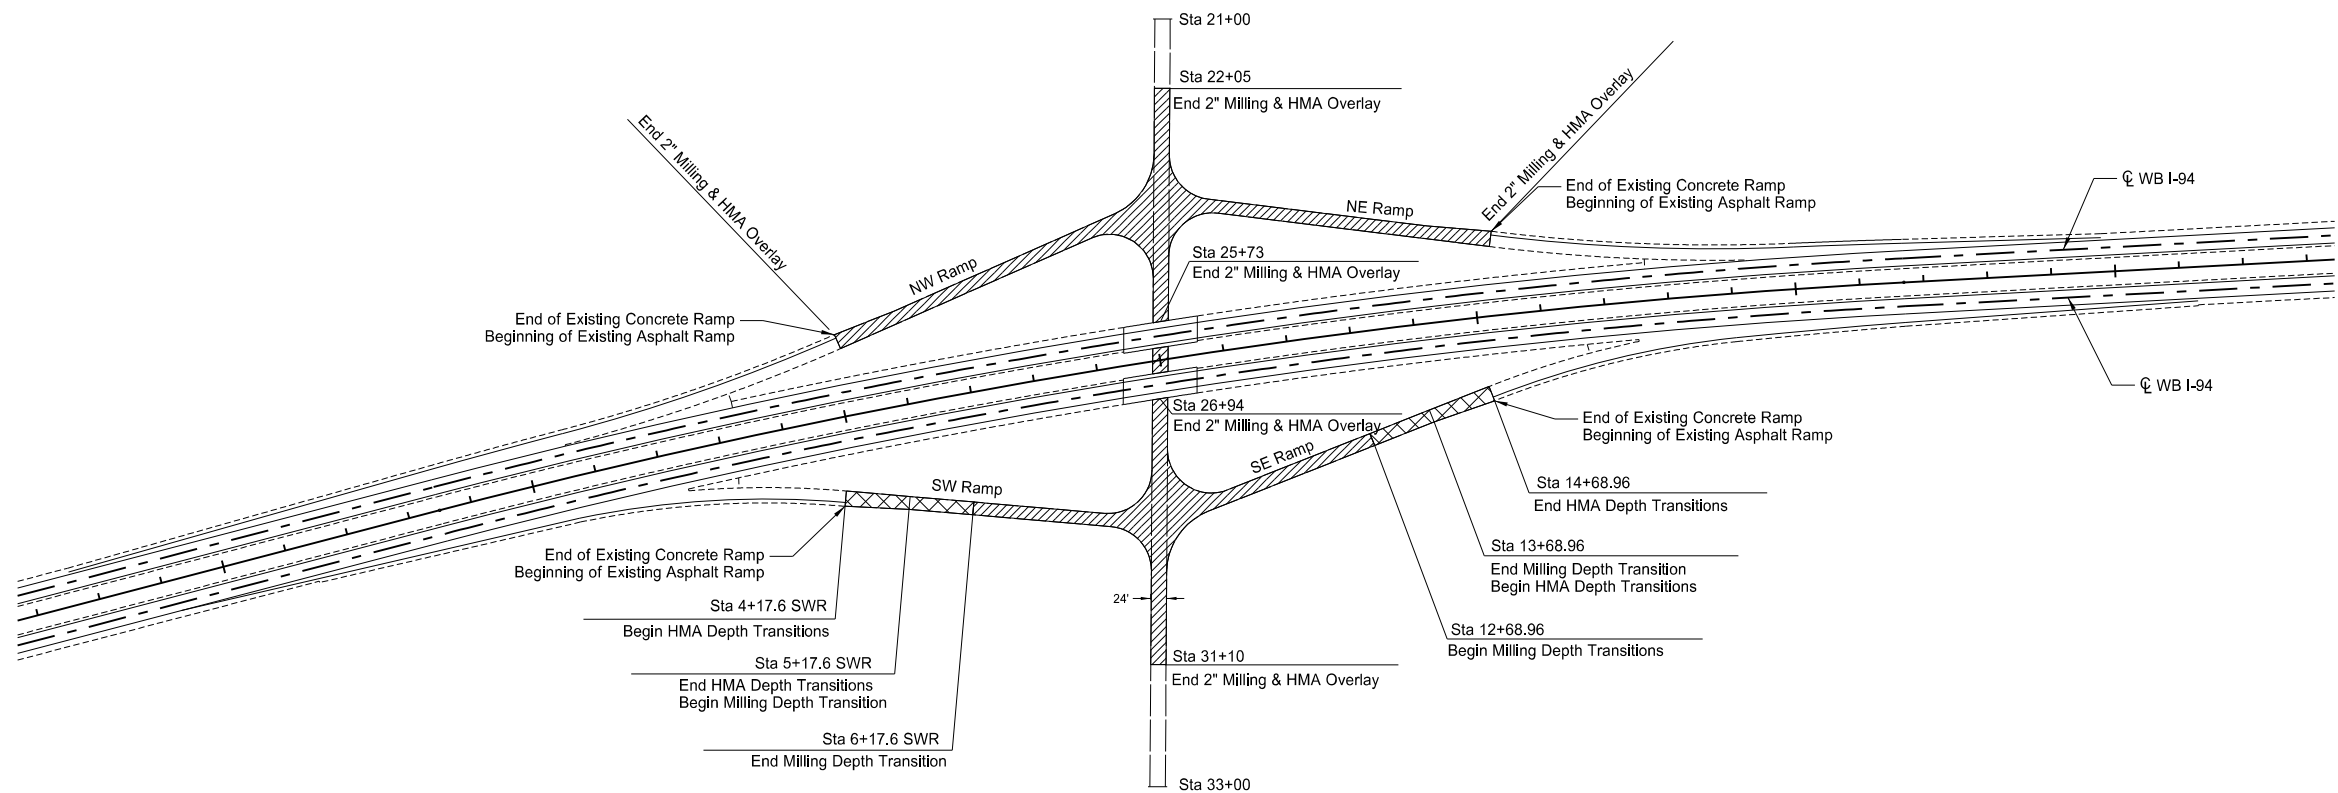 Sta 21+00
Sta 22+05
End 2" Milling & HMA Overlay
End 2" Milling & HMA Overlay
End 2" Milling & HMA Overlay
End of Existing Concrete Ramp
Beginning of Existing Asphalt Ramp
℄ WB I-94
NE Ramp
NW Ramp
Sta 25+73
End 2" Milling & HMA Overlay
End of Existing Concrete Ramp
Beginning of Existing Asphalt Ramp
℄ WB I-94
Sta 26+94
End 2" Milling & HMA Overlay
End of Existing Concrete Ramp
Beginning of Existing Asphalt Ramp
SE Ramp
SW Ramp
Sta 14+68.96
End HMA Depth Transitions
Sta 13+68.96
End Milling Depth Transition
Begin HMA Depth Transitions
End of Existing Concrete Ramp
Beginning of Existing Asphalt Ramp
24'
Sta 4+17.6 SWR
Begin HMA Depth Transitions
Sta 12+68.96
Begin Milling Depth Transitions
Sta 5+17.6 SWR
End HMA Depth Transitions
Begin Milling Depth Transition
Sta 31+10
End 2" Milling & HMA Overlay
Sta 6+17.6 SWR
End Milling Depth Transition
Sta 33+00